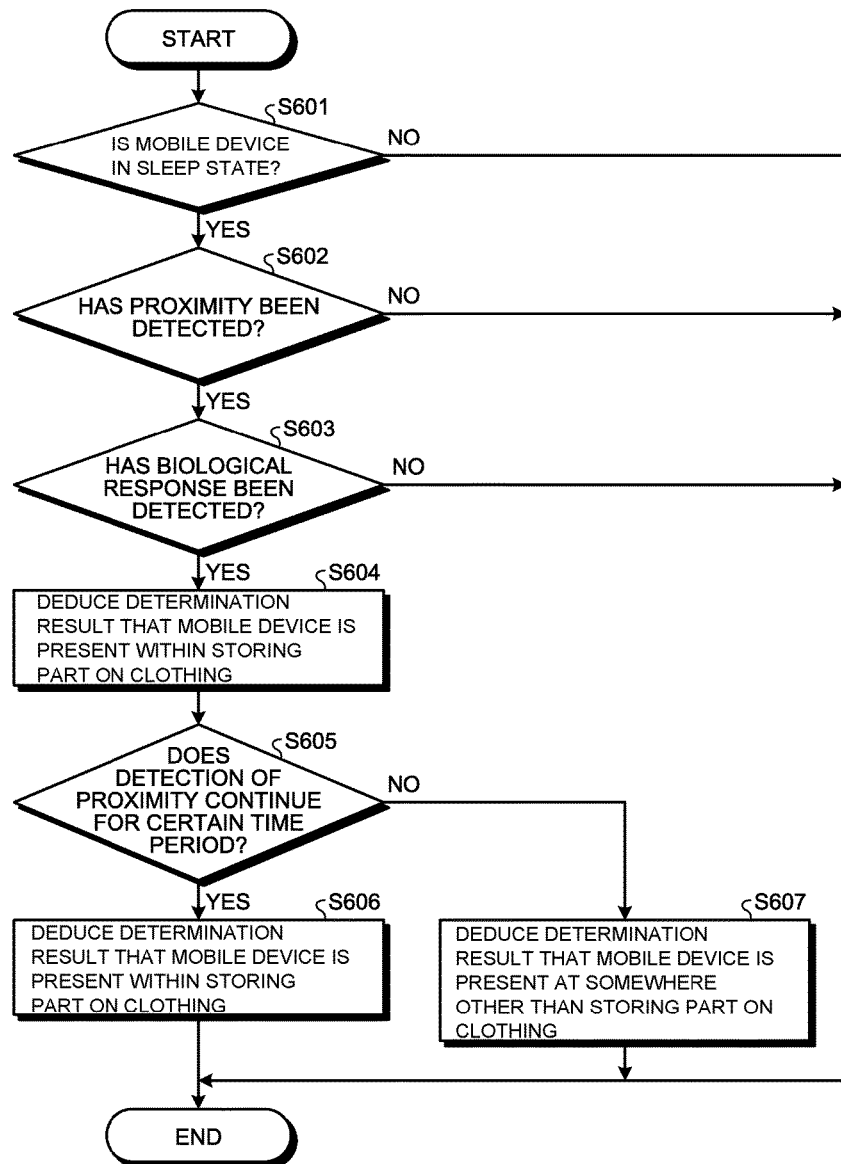 START
S601
IS MOBILE DEVICE
IN SLEEP STATE?
NO
YES
S602
HAS PROXIMITY BEEN
DETECTED?
NO
YES
S603
HAS BIOLOGICAL
RESPONSE BEEN
DETECTED?
NO
YES
S604
DEDUCE DETERMINATION
RESULT THAT MOBILE DEVICE IS
PRESENT WITHIN STORING
PART ON CLOTHING
S605
DOES
DETECTION OF
PROXIMITY CONTINUE
FOR CERTAIN TIME
PERIOD?
NO
YES
S606
DEDUCE DETERMINATION
RESULT THAT MOBILE DEVICE IS
PRESENT WITHIN STORING
PART ON CLOTHING
S607
DEDUCE DETERMINATION
RESULT THAT MOBILE DEVICE IS
PRESENT AT SOMEWHERE
OTHER THAN STORING PART ON
CLOTHING
END